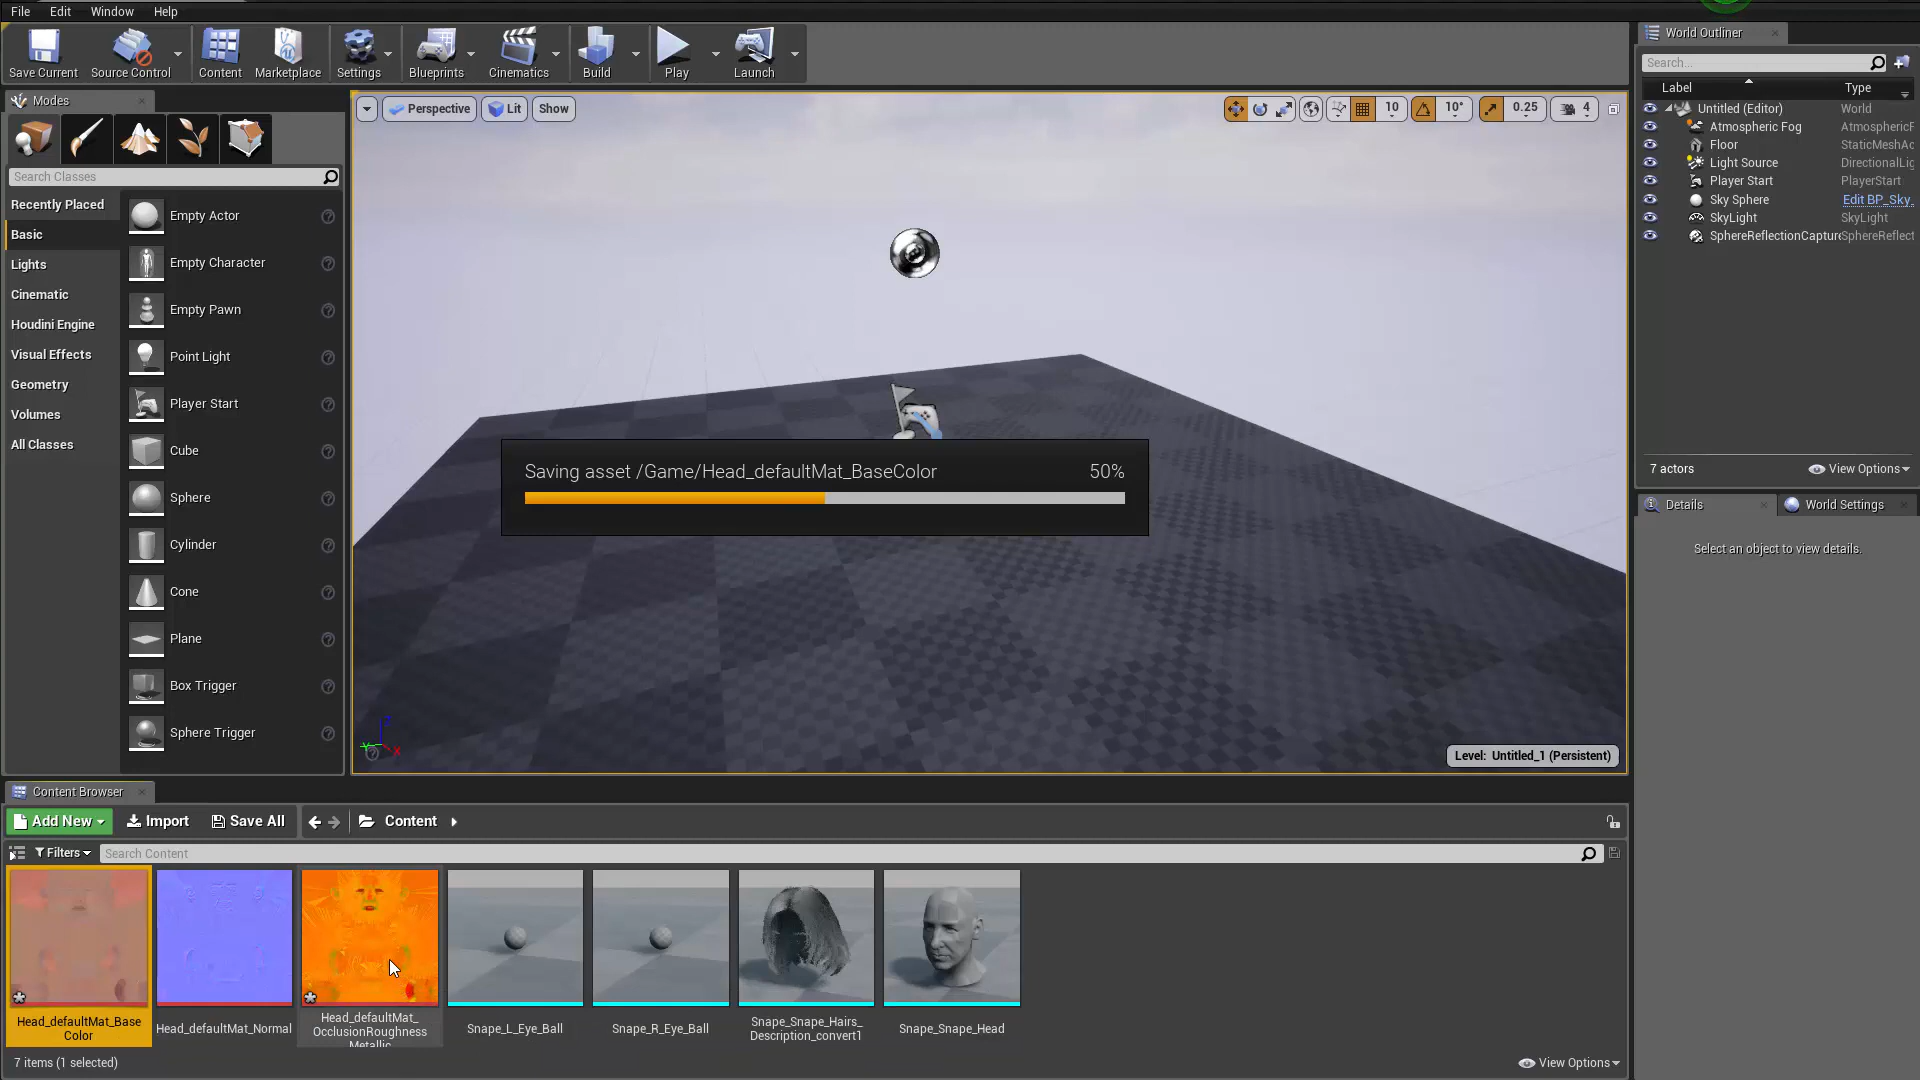 File Edit Window Help
Save Current Source Control Content Marketplace Settings Blueprints Cinematics Build Play Launch
Modes
Search Classes
Recently Placed
Basic
Lights
Cinematic
Houdini Engine
Visual Effects
Geometry
Volumes
All Classes
Empty Actor
Empty Character
Empty Pawn
Point Light
Player Start
Cube
Sphere
Cylinder
Cone
Plane
Box Trigger
Sphere Trigger
Perspective Lit Show
10 10° 0.25 4
Saving asset /Game/Head_defaultMat_BaseColor 50%
Z
Y X
Level: Untitled_1 (Persistent)
World Outliner
Search...
Label Type
Untitled (Editor) World
Atmospheric Fog AtmosphericF
Floor StaticMeshAc
Light Source DirectionalLig
Player Start PlayerStart
Sky Sphere Edit BP_Sky_
SkyLight SkyLight
SphereReflectionCapture SphereReflect
7 actors View Options
Details World Settings
Select an object to view details.
Content Browser
Add New Import Save All Content
Filters Search Content
Head_defaultMat_Base
Color
Head_defaultMat_Normal
Head_defaultMat_
OcclusionRoughness
Metallic
Snape_L_Eye_Ball
Snape_R_Eye_Ball
Snape_Snape_Hairs_
Description_convert1
Snape_Snape_Head
7 items (1 selected) View Options